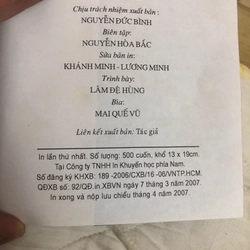 Chịu trách nhiệm xuất bản :
NGUYỄN ĐỨC BÌNH
Biên tập:
NGUYỄN HÒA BẮC
Sửa bản in:
KHÁNH MINH - LƯƠNG MINH
Trình bày:
LÂM ĐỆ HÙNG
Bìa:
MAI QUẾ VŨ
Liên kết xuất bản: Tác giả
In lần thứ nhất. Số lượng: 500 cuốn, khổ 13 x 19cm.
Tại Công ty TNHH In Khuyến học phía Nam.
Số đăng ký KHXB: 189 -2006/CXB/16 -06/VNTP.HCM.
QĐXB số: 92/QĐ.in.XBVN ngày 7 tháng 3 năm 2007.
In xong và nộp lưu chiểu tháng 4 năm 2007.